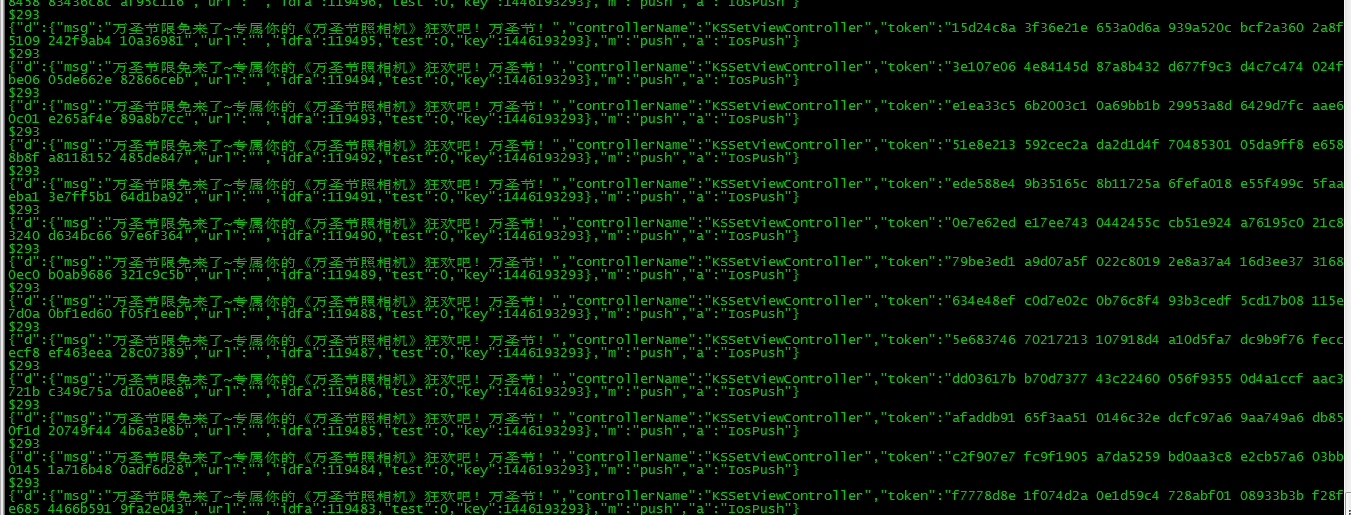 8458 83436c8c af95c116","url":"","idfa":119496,"test":0,"key":1446193293},"m":"push","a":"IosPush"}
$293
{"d":{"msg":"万圣节限免来了~专属你的《万圣节照相机》狂欢吧！万圣节！","controllerName":"KSSetViewController","token":"15d24c8a 3f36e21e 653a0d6a 939a520c bcf2a360 2a8f
5109 242f9ab4 10a36981","url":"","idfa":119495,"test":0,"key":1446193293},"m":"push","a":"IosPush"}
$293
{"d":{"msg":"万圣节限免来了~专属你的《万圣节照相机》狂欢吧！万圣节！","controllerName":"KSSetViewController","token":"3e107e06 4e84145d 87a8b432 d677f9c3 d4c7c474 024f
be06 05de662e 82866ceb","url":"","idfa":119494,"test":0,"key":1446193293},"m":"push","a":"IosPush"}
$293
{"d":{"msg":"万圣节限免来了~专属你的《万圣节照相机》狂欢吧！万圣节！","controllerName":"KSSetViewController","token":"e1ea33c5 6b2003c1 0a69bb1b 29953a8d 6429d7fc aae6
0c01 e265af4e 89a8b7cc","url":"","idfa":119493,"test":0,"key":1446193293},"m":"push","a":"IosPush"}
$293
{"d":{"msg":"万圣节限免来了~专属你的《万圣节照相机》狂欢吧！万圣节！","controllerName":"KSSetViewController","token":"51e8e213 592cec2a da2d1d4f 70485301 05da9ff8 e658
8b8f a8118152 485de847","url":"","idfa":119492,"test":0,"key":1446193293},"m":"push","a":"IosPush"}
$293
{"d":{"msg":"万圣节限免来了~专属你的《万圣节照相机》狂欢吧！万圣节！","controllerName":"KSSetViewController","token":"ede588e4 9b35165c 8b11725a 6fefa018 e55f499c 5faa
eba1 3e7ff5b1 64d1ba92","url":"","idfa":119491,"test":0,"key":1446193293},"m":"push","a":"IosPush"}
$293
{"d":{"msg":"万圣节限免来了~专属你的《万圣节照相机》狂欢吧！万圣节！","controllerName":"KSSetViewController","token":"0e7e62ed e17ee743 0442455c cb51e924 a76195c0 21c8
3240 d634bc66 97e6f364","url":"","idfa":119490,"test":0,"key":1446193293},"m":"push","a":"IosPush"}
$293
{"d":{"msg":"万圣节限免来了~专属你的《万圣节照相机》狂欢吧！万圣节！","controllerName":"KSSetViewController","token":"79be3ed1 a9d07a5f 022c8019 2e8a37a4 16d3ee37 3168
0ec0 b0ab9686 321c9c5b","url":"","idfa":119489,"test":0,"key":1446193293},"m":"push","a":"IosPush"}
$293
{"d":{"msg":"万圣节限免来了~专属你的《万圣节照相机》狂欢吧！万圣节！","controllerName":"KSSetViewController","token":"634e48ef c0d7e02c 0b76c8f4 93b3cedf 5cd17b08 115e
7d0a 0bf1ed60 f05f1eeb","url":"","idfa":119488,"test":0,"key":1446193293},"m":"push","a":"IosPush"}
$293
{"d":{"msg":"万圣节限免来了~专属你的《万圣节照相机》狂欢吧！万圣节！","controllerName":"KSSetViewController","token":"5e683746 70217213 107918d4 a10d5fa7 dc9b9f76 fecc
ecf8 ef463eea 28c07389","url":"","idfa":119487,"test":0,"key":1446193293},"m":"push","a":"IosPush"}
$293
{"d":{"msg":"万圣节限免来了~专属你的《万圣节照相机》狂欢吧！万圣节！","controllerName":"KSSetViewController","token":"dd03617b b70d7377 43c22460 056f9355 0d4a1ccf aac3
721b c349c75a d10a0ee8","url":"","idfa":119486,"test":0,"key":1446193293},"m":"push","a":"IosPush"}
$293
{"d":{"msg":"万圣节限免来了~专属你的《万圣节照相机》狂欢吧！万圣节！","controllerName":"KSSetViewController","token":"afaddb91 65f3aa51 0146c32e dcfc97a6 9aa749a6 db85
0f1d 20749f44 4b6a3e8b","url":"","idfa":119485,"test":0,"key":1446193293},"m":"push","a":"IosPush"}
$293
{"d":{"msg":"万圣节限免来了~专属你的《万圣节照相机》狂欢吧！万圣节！","controllerName":"KSSetViewController","token":"c2f907e7 fc9f1905 a7da5259 bd0aa3c8 e2cb57a6 03bb
0145 1a716b48 0adf6d28","url":"","idfa":119484,"test":0,"key":1446193293},"m":"push","a":"IosPush"}
$293
{"d":{"msg":"万圣节限免来了~专属你的《万圣节照相机》狂欢吧！万圣节！","controllerName":"KSSetViewController","token":"f7778d8e 1f074d2a 0e1d59c4 728abf01 08933b3b f28f
e685 4466b591 9fa2e043","url":"","idfa":119483,"test":0,"key":1446193293},"m":"push","a":"IosPush"}